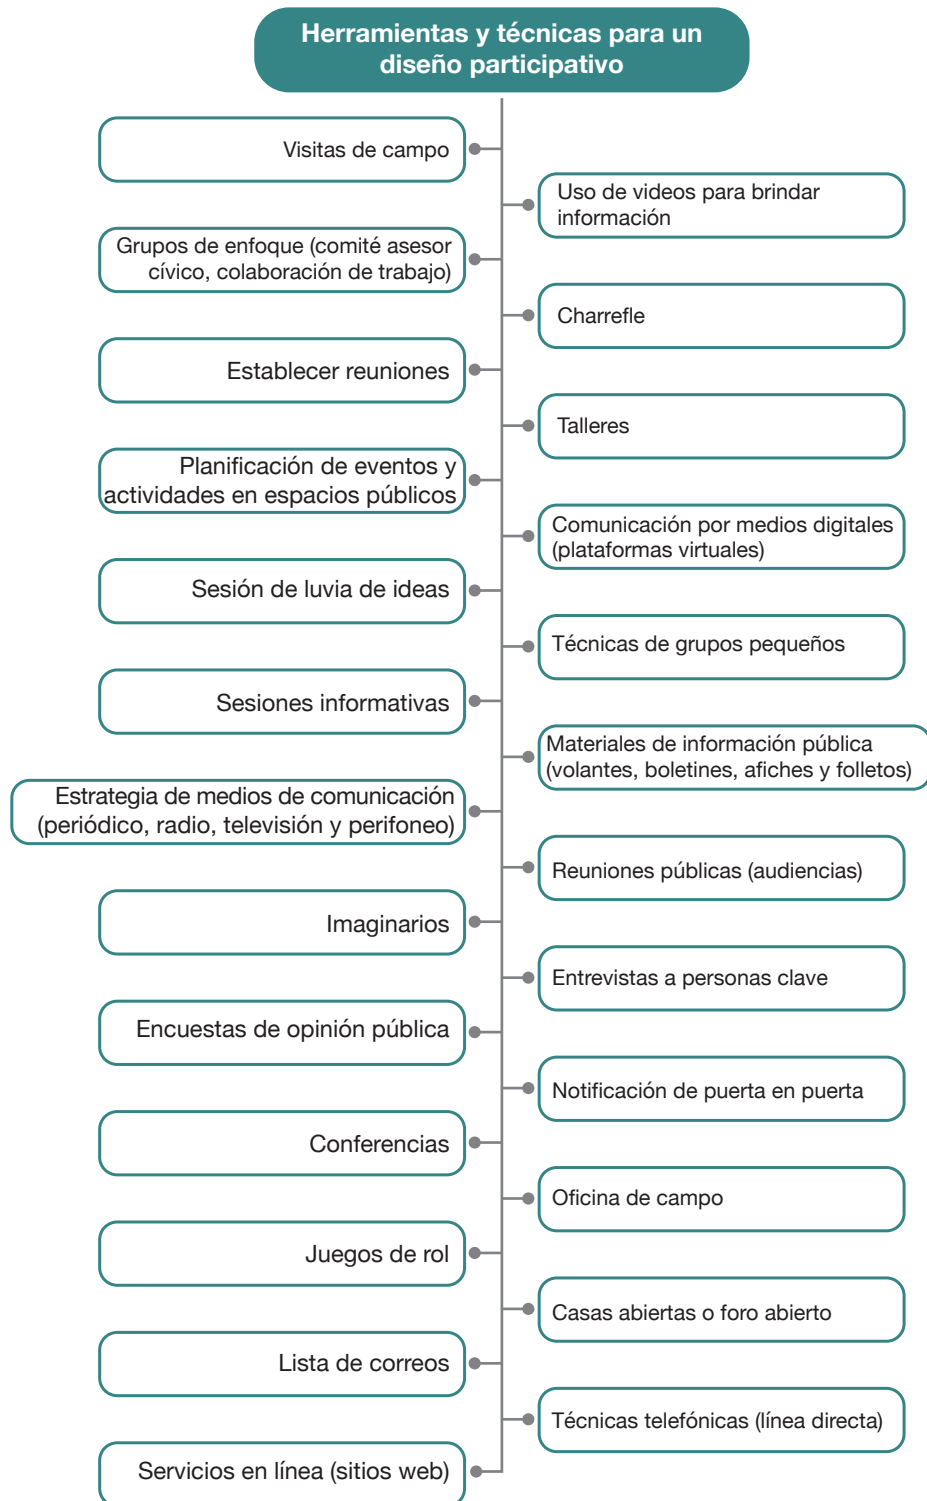 Herramientas y técnicas para un
diseño participativo
Visitas de campo
Uso de videos para brindar
información
Grupos de enfoque (comité asesor
cívico, colaboración de trabajo)
Charrefle
Establecer reuniones
Talleres
Planificación de eventos y
actividades en espacios públicos
Comunicación por medios digitales
(plataformas virtuales)
Sesión de luvia de ideas
Técnicas de grupos pequeños
Sesiones informativas
Materiales de información pública
(volantes, boletines, afiches y folletos)
Estrategia de medios de comunicación
(periódico, radio, televisión y perifoneo)
Reuniones públicas (audiencias)
Imaginarios
Entrevistas a personas clave
Encuestas de opinión pública
Notificación de puerta en puerta
Conferencias
Oficina de campo
Juegos de rol
Casas abiertas o foro abierto
Lista de correos
Técnicas telefónicas (línea directa)
Servicios en línea (sitios web)